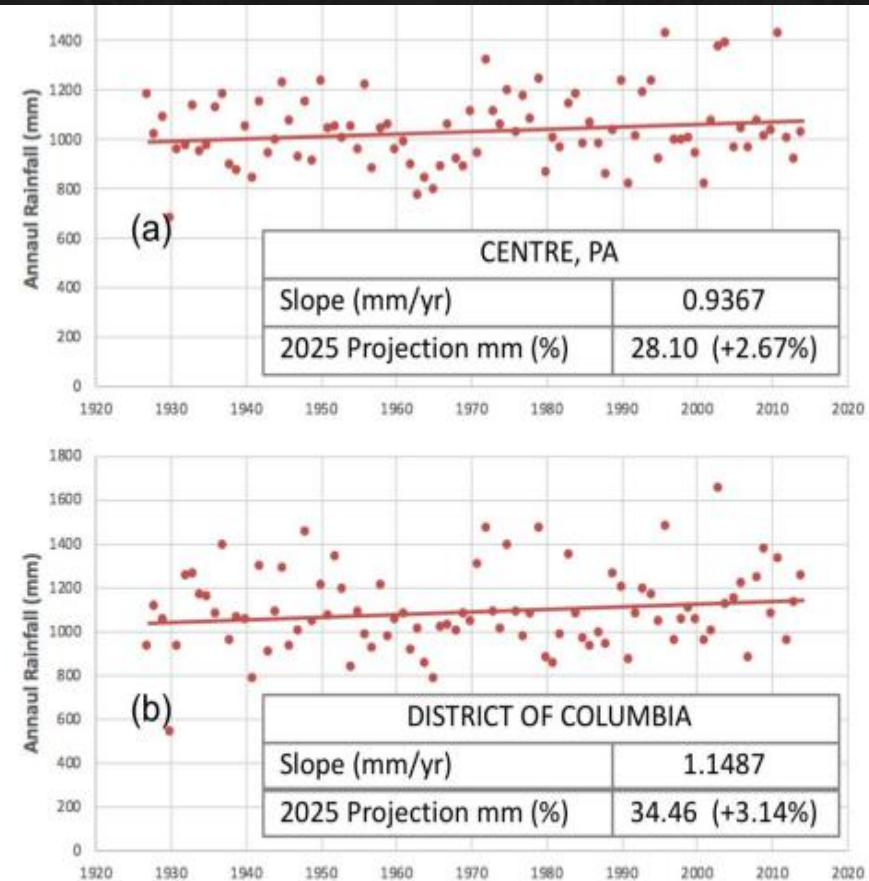 1400
1200
1000
800
600
400
200
0
Annaul Rainfall (mm)
(a)
CENTRE, PA
Slope (mm/yr) 0.9367
2025 Projection mm (%) 28.10 (+2.67%)
1920 1930 1940 1950 1960 1970 1980 1990 2000 2010 2020
1800
1600
1400
1200
1000
800
600
400
200
0
Annaul Rainfall (mm)
(b)
DISTRICT OF COLUMBIA
Slope (mm/yr) 1.1487
2025 Projection mm (%) 34.46 (+3.14%)
1920 1930 1940 1950 1960 1970 1980 1990 2000 2010 2020